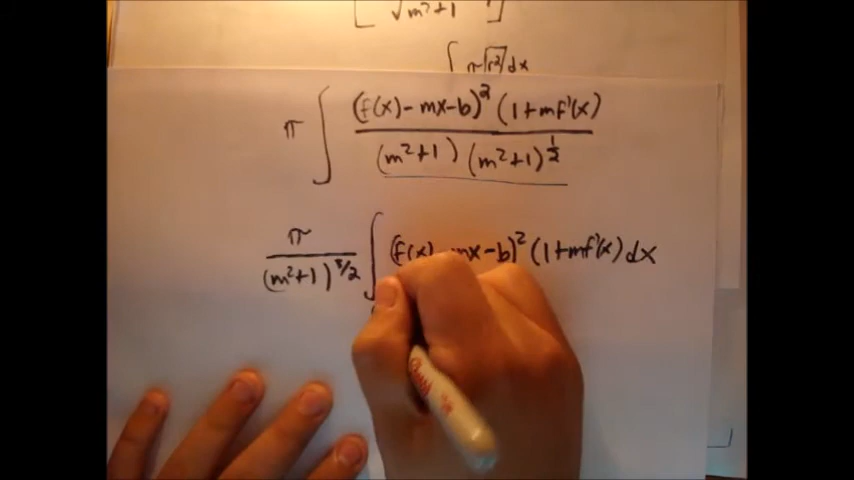 √m²+1
∫ π√r² dx
π ∫ (f(x)-mx-b)² (1+mf'(x)) / (m²+1) (m²+1)^½
π / (m²+1)^3/2 ∫ (f(x)-mx-b)² (1+mf'(x)) dx